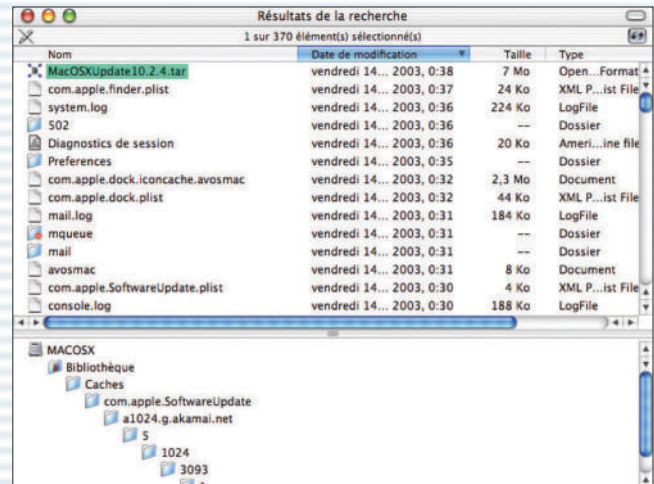 Résultats de la recherche
1 sur 370 élément(s) sélectionné(s)
Nom Date de modification Taille Type
MacOSXUpdate10.2.4.tar vendredi 14... 2003, 0:38 7 Mo Open...Format
com.apple.finder.plist vendredi 14... 2003, 0:37 24 Ko XML P...ist File
system.log vendredi 14... 2003, 0:36 224 Ko LogFile
502 vendredi 14... 2003, 0:36 -- Dossier
Diagnostics de session vendredi 14... 2003, 0:36 20 Ko Ameri...ine file
Preferences vendredi 14... 2003, 0:35 -- Dossier
com.apple.dock.iconcache.avosmac vendredi 14... 2003, 0:32 2,3 Mo Document
com.apple.dock.plist vendredi 14... 2003, 0:32 44 Ko XML P...ist File
mail.log vendredi 14... 2003, 0:31 184 Ko LogFile
mqueue vendredi 14... 2003, 0:31 -- Dossier
mail vendredi 14... 2003, 0:31 -- Dossier
avosmac vendredi 14... 2003, 0:31 8 Ko Document
com.apple.SoftwareUpdate.plist vendredi 14... 2003, 0:30 4 Ko XML P...ist File
console.log vendredi 14... 2003, 0:30 188 Ko LogFile
MACOSX
Bibliothèque
Caches
com.apple.SoftwareUpdate
a1024.g.akamai.net
5
1024
3093